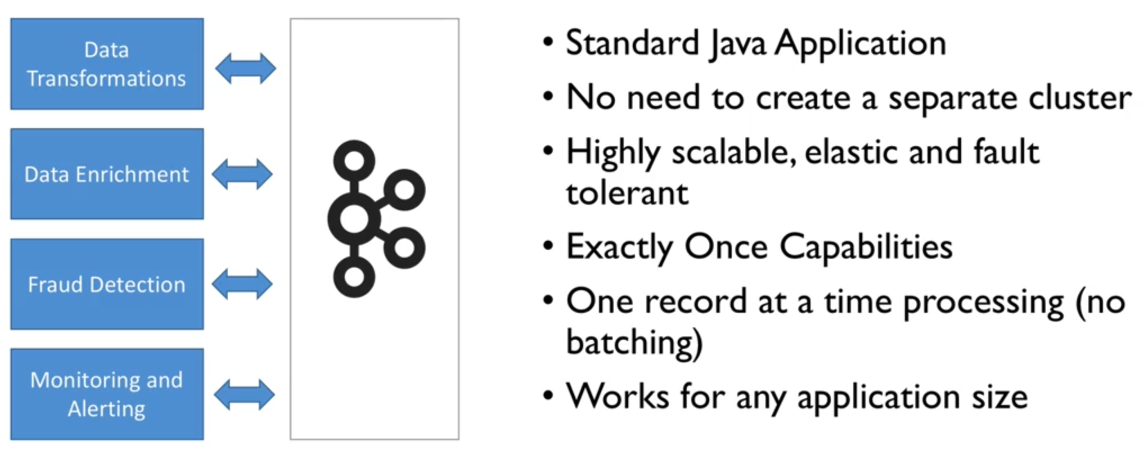 Data
Transformations
Data Enrichment
Fraud Detection
Monitoring and
Alerting
• Standard Java Application
• No need to create a separate cluster
• Highly scalable, elastic and fault
tolerant
• Exactly Once Capabilities
• One record at a time processing (no
batching)
• Works for any application size